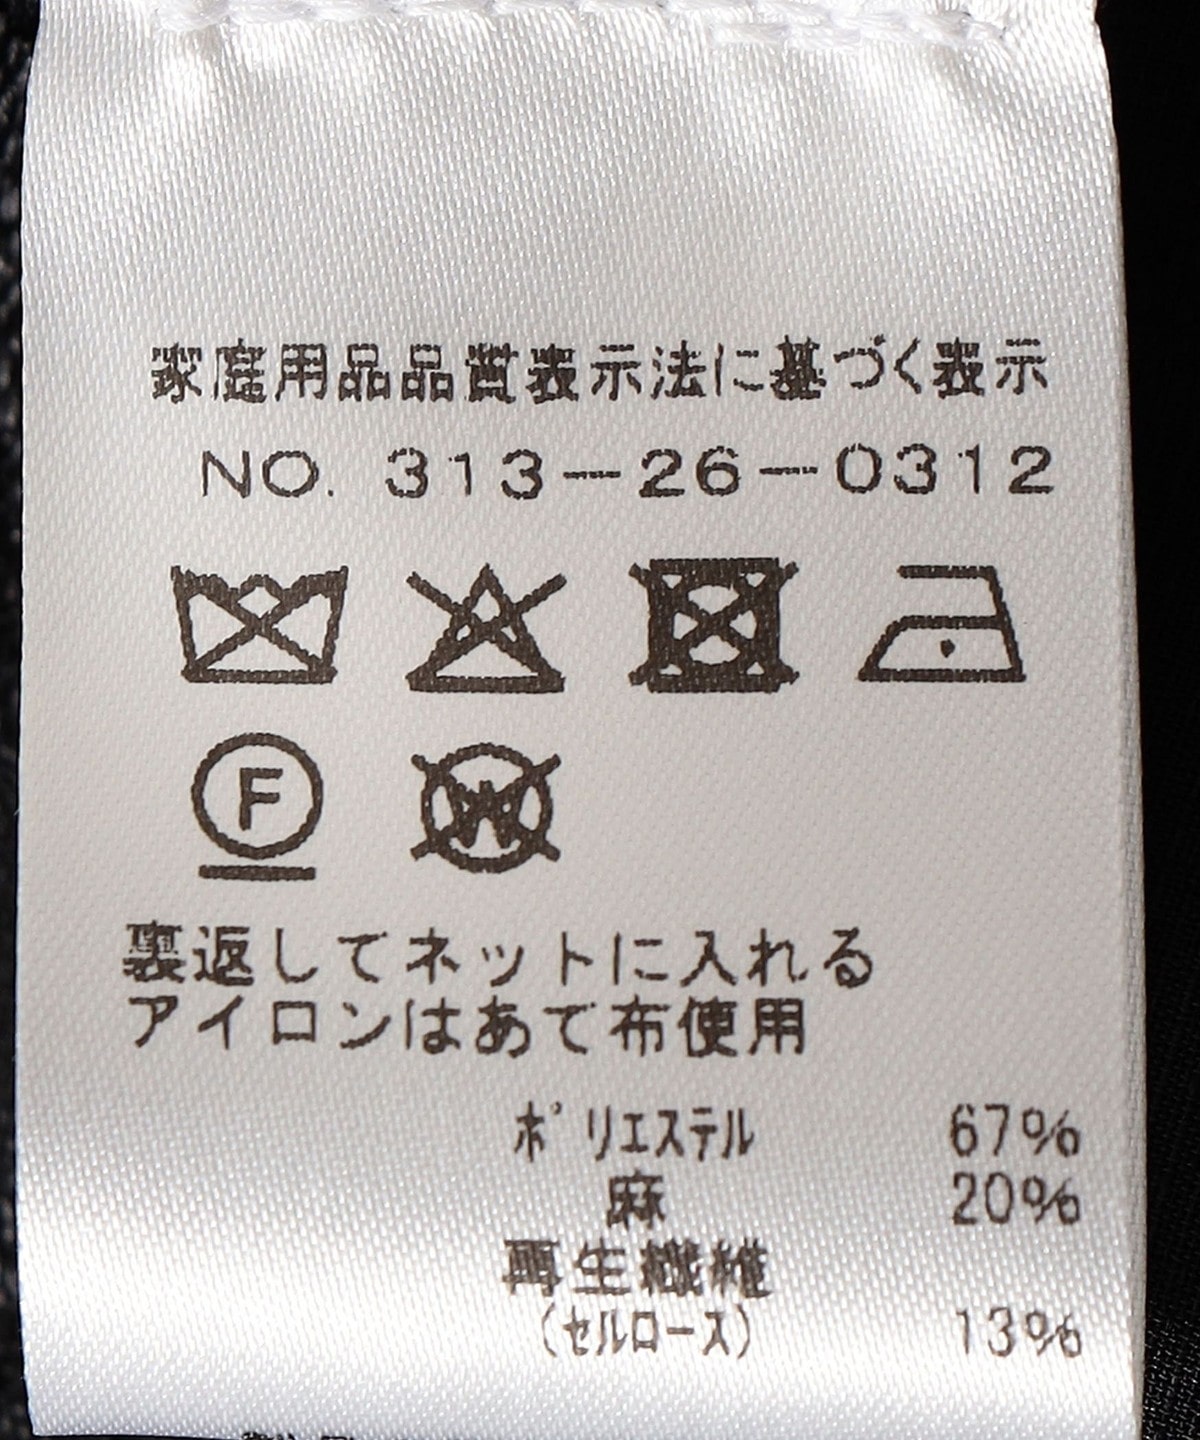 家庭用品品質表示法に基づく表示
NO. 313-26-0312
F
W
裏返してネットに入れる
アイロンはあて布使用
ポリエステル 67%
麻 20%
再生繊維
(セルロース) 13%